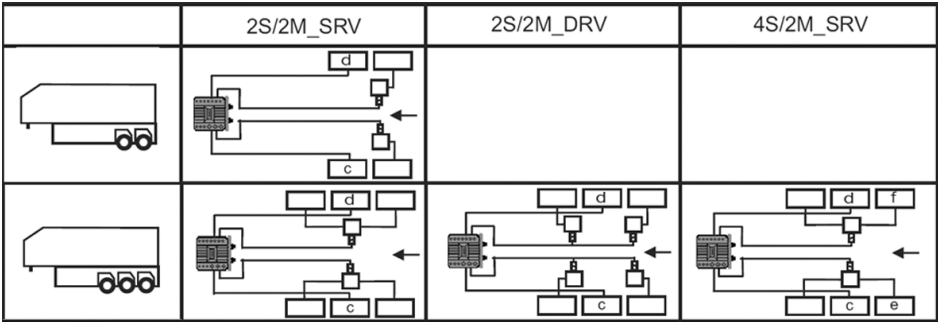 2S/2M_SRV 2S/2M_DRV 4S/2M_SRV
d
c
d d d f
c c c e